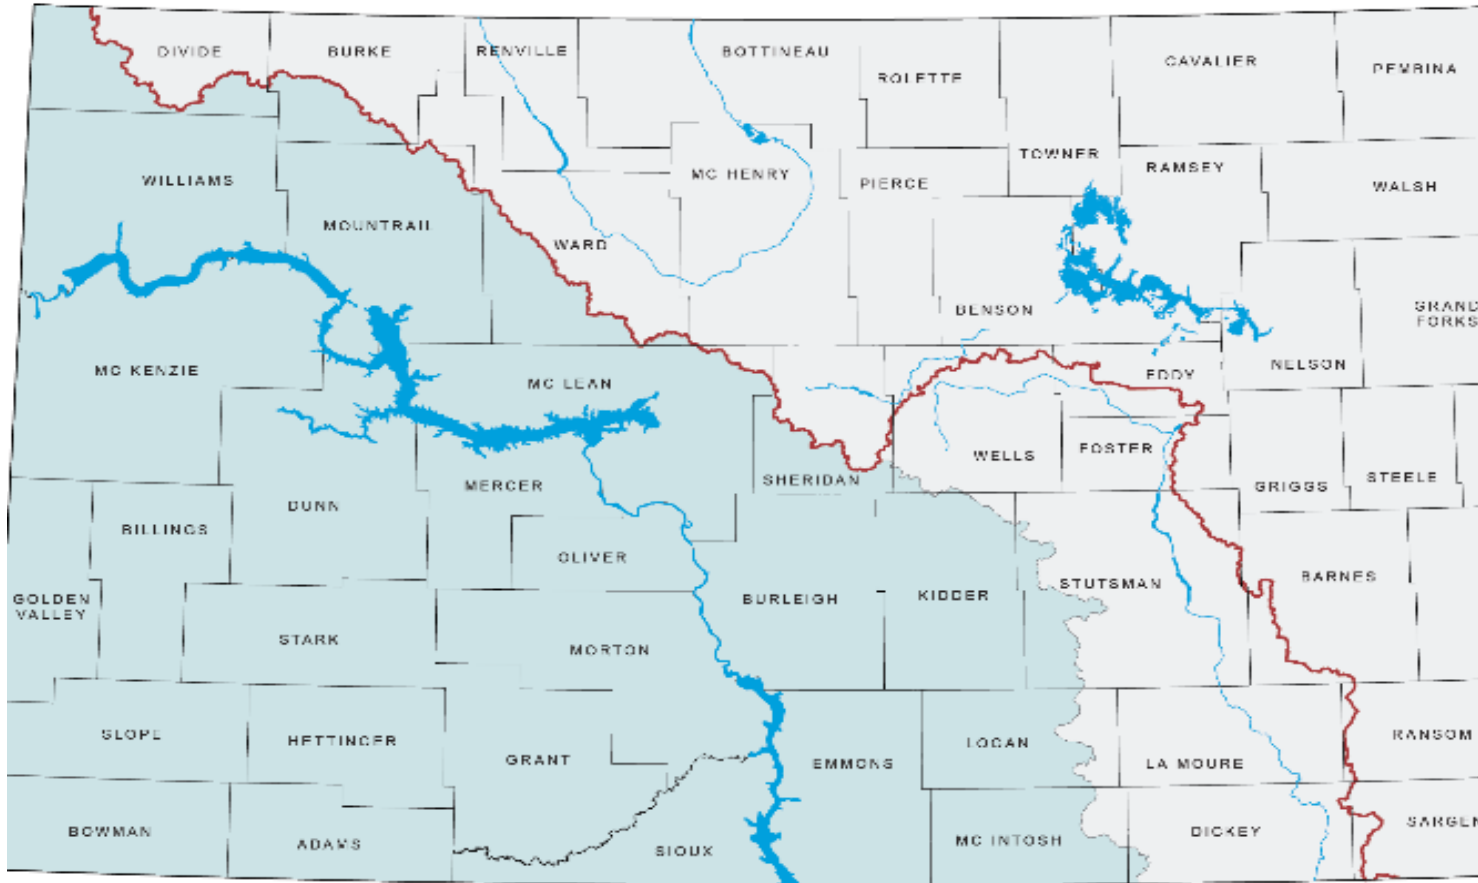 DIVIDE
BURKE
RENVILLE
BOTTINEAU
ROLETTE
CAVALIER
PEMBINA
TOWNER
RAMSEY
WALSH
WILLIAMS
MC HENRY
PIERCE
MOUNTRAIL
WARD
BENSON
GRAND
FORKS
MC KENZIE
MC LEAN
EDDY
NELSON
WELLS
FOSTER
SHERIDAN
MERCER
GRIGGS
STEELE
DUNN
BILLINGS
OLIVER
GOLDEN
VALLEY
BURLEIGH
KIDDER
STUTSMAN
BARNES
STARK
MORTON
SLOPE
HETTINGER
GRANT
EMMONS
LOGAN
LA MOURE
RANSOM
BOWMAN
ADAMS
SIOUX
MC INTOSH
DICKEY
SARGEN